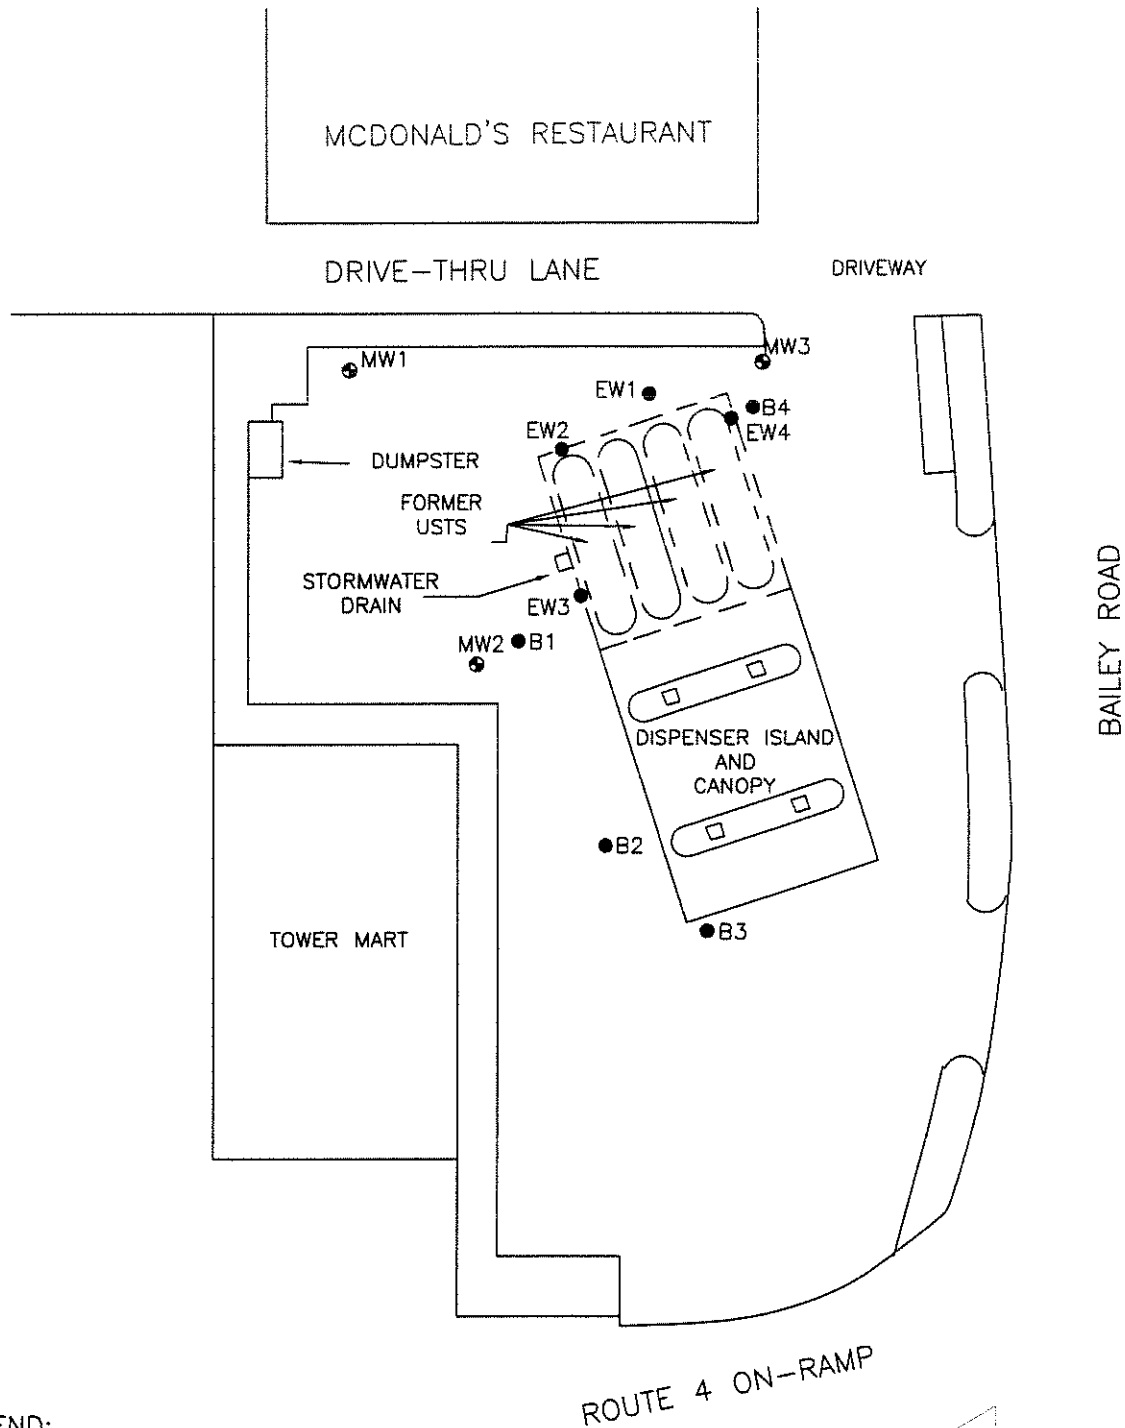 MCDONALD'S RESTAURANT
DRIVE-THRU LANE
DRIVEWAY
MW1
MW3
EW1
B4
EW4
EW2
DUMPSTER
FORMER
USTS
STORMWATER
DRAIN
EW3
B1
MW2
BAILEY ROAD
DISPENSER ISLAND
AND
CANOPY
B2
B3
TOWER MART
ROUTE 4 ON-RAMP
END: